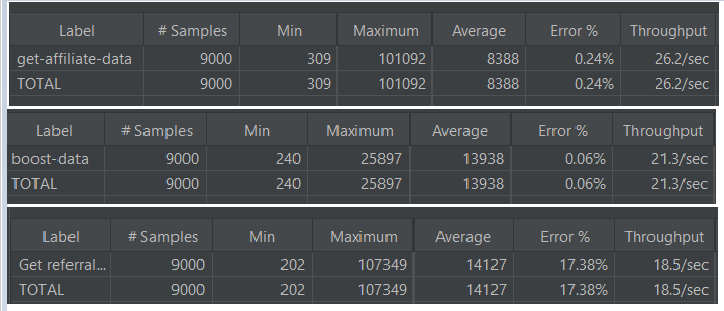 Label # Samples Min Maximum Average Error % Throughput
get-affiliate-data 9000 309 101092 8388 0.24% 26.2/sec
TOTAL 9000 309 101092 8388 0.24% 26.2/sec
Label # Samples Min Maximum Average Error % Throughput
boost-data 9000 240 25897 13938 0.06% 21.3/sec
TOTAL 9000 240 25897 13938 0.06% 21.3/sec
Label # Samples Min Maximum Average Error % Throughput
Get referral... 9000 202 107349 14127 17.38% 18.5/sec
TOTAL 9000 202 107349 14127 17.38% 18.5/sec